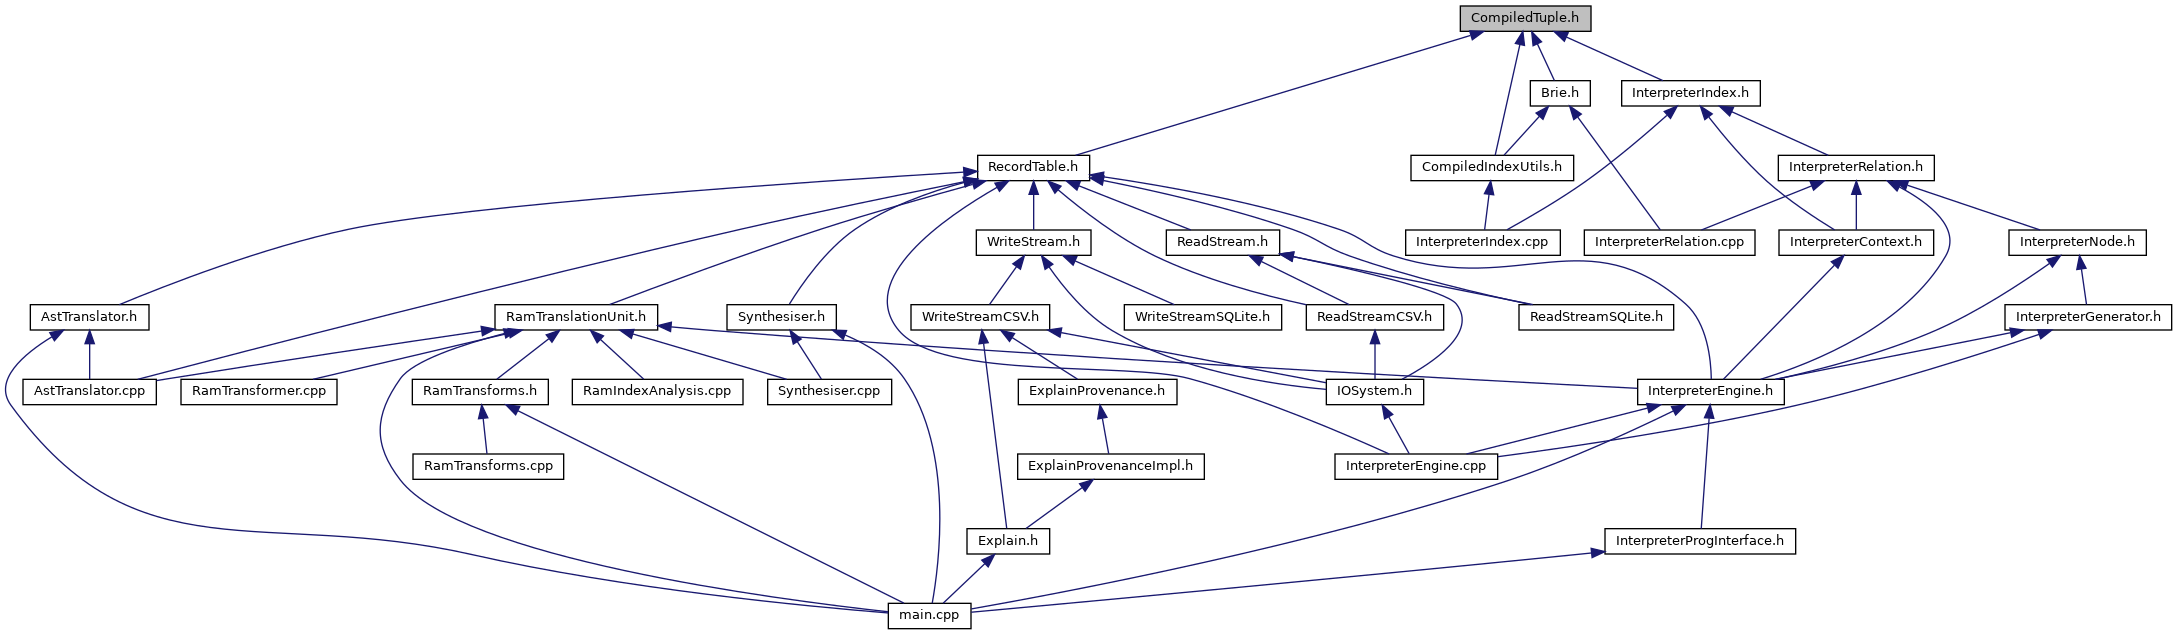 CompiledTuple.h
Brie.h
InterpreterIndex.h
RecordTable.h
CompiledIndexUtils.h
InterpreterRelation.h
WriteStream.h
ReadStream.h
InterpreterIndex.cpp
InterpreterRelation.cpp
InterpreterContext.h
InterpreterNode.h
AstTranslator.h
RamTranslationUnit.h
Synthesiser.h
WriteStreamCSV.h
WriteStreamSQLite.h
ReadStreamCSV.h
ReadStreamSQLite.h
InterpreterGenerator.h
AstTranslator.cpp
RamTransformer.cpp
RamTransforms.h
RamIndexAnalysis.cpp
Synthesiser.cpp
ExplainProvenance.h
IOSystem.h
InterpreterEngine.h
RamTransforms.cpp
ExplainProvenanceImpl.h
InterpreterEngine.cpp
Explain.h
InterpreterProgInterface.h
main.cpp